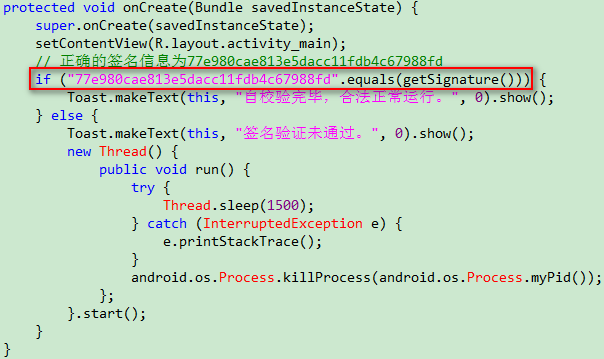 protected void onCreate(Bundle savedInstanceState) {
super.onCreate(savedInstanceState);
setContentView(R.layout.activity_main);
// 正确的签名信息为77e980cae813e5dacc11fdb4c67988fd
if ("77e980cae813e5dacc11fdb4c67988fd".equals(getSignature())) {
Toast.makeText(this, "自校验完毕，合法正常运行。", 0).show();
} else {
Toast.makeText(this, "签名验证未通过。", 0).show();
new Thread() {
public void run() {
try {
Thread.sleep(1500);
} catch (InterruptedException e) {
e.printStackTrace();
}
android.os.Process.killProcess(android.os.Process.myPid());
};
}.start();
}
}